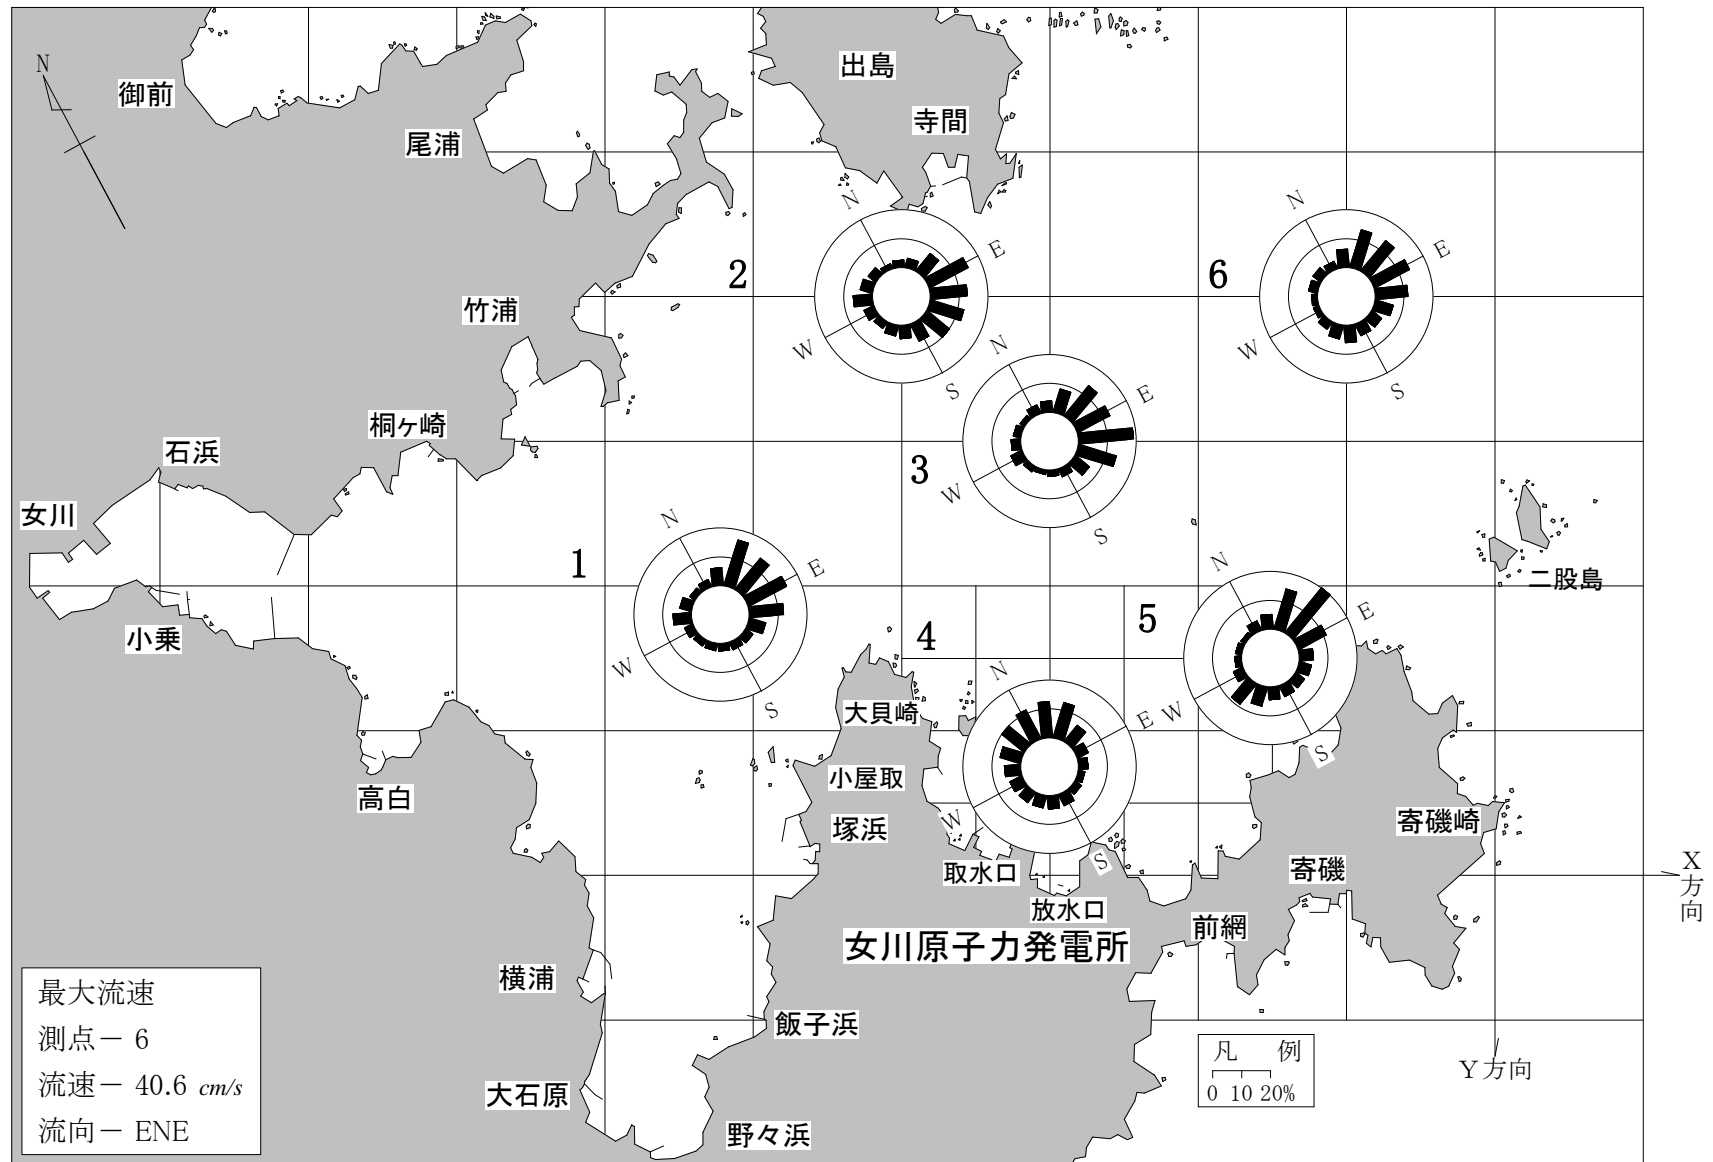 N
御前
尾浦
出島
寺間
竹浦
桐ヶ崎
石浜
女川
小乗
高白
横浦
大石原
野々浜
飯子浜
塚浜
小屋取
大貝崎
取水口
放水口
女川原子力発電所
前網
寄磯
寄磯崎
二股島
1
N
E
S
W
2
N
E
S
W
3
N
E
S
W
4
N
E
S
W
5
N
E
S
W
6
N
E
S
W
X方向
Y方向
凡 例
0 10 20%
最大流速
測点− 6
流速− 40.6 cm/s
流向− ENE